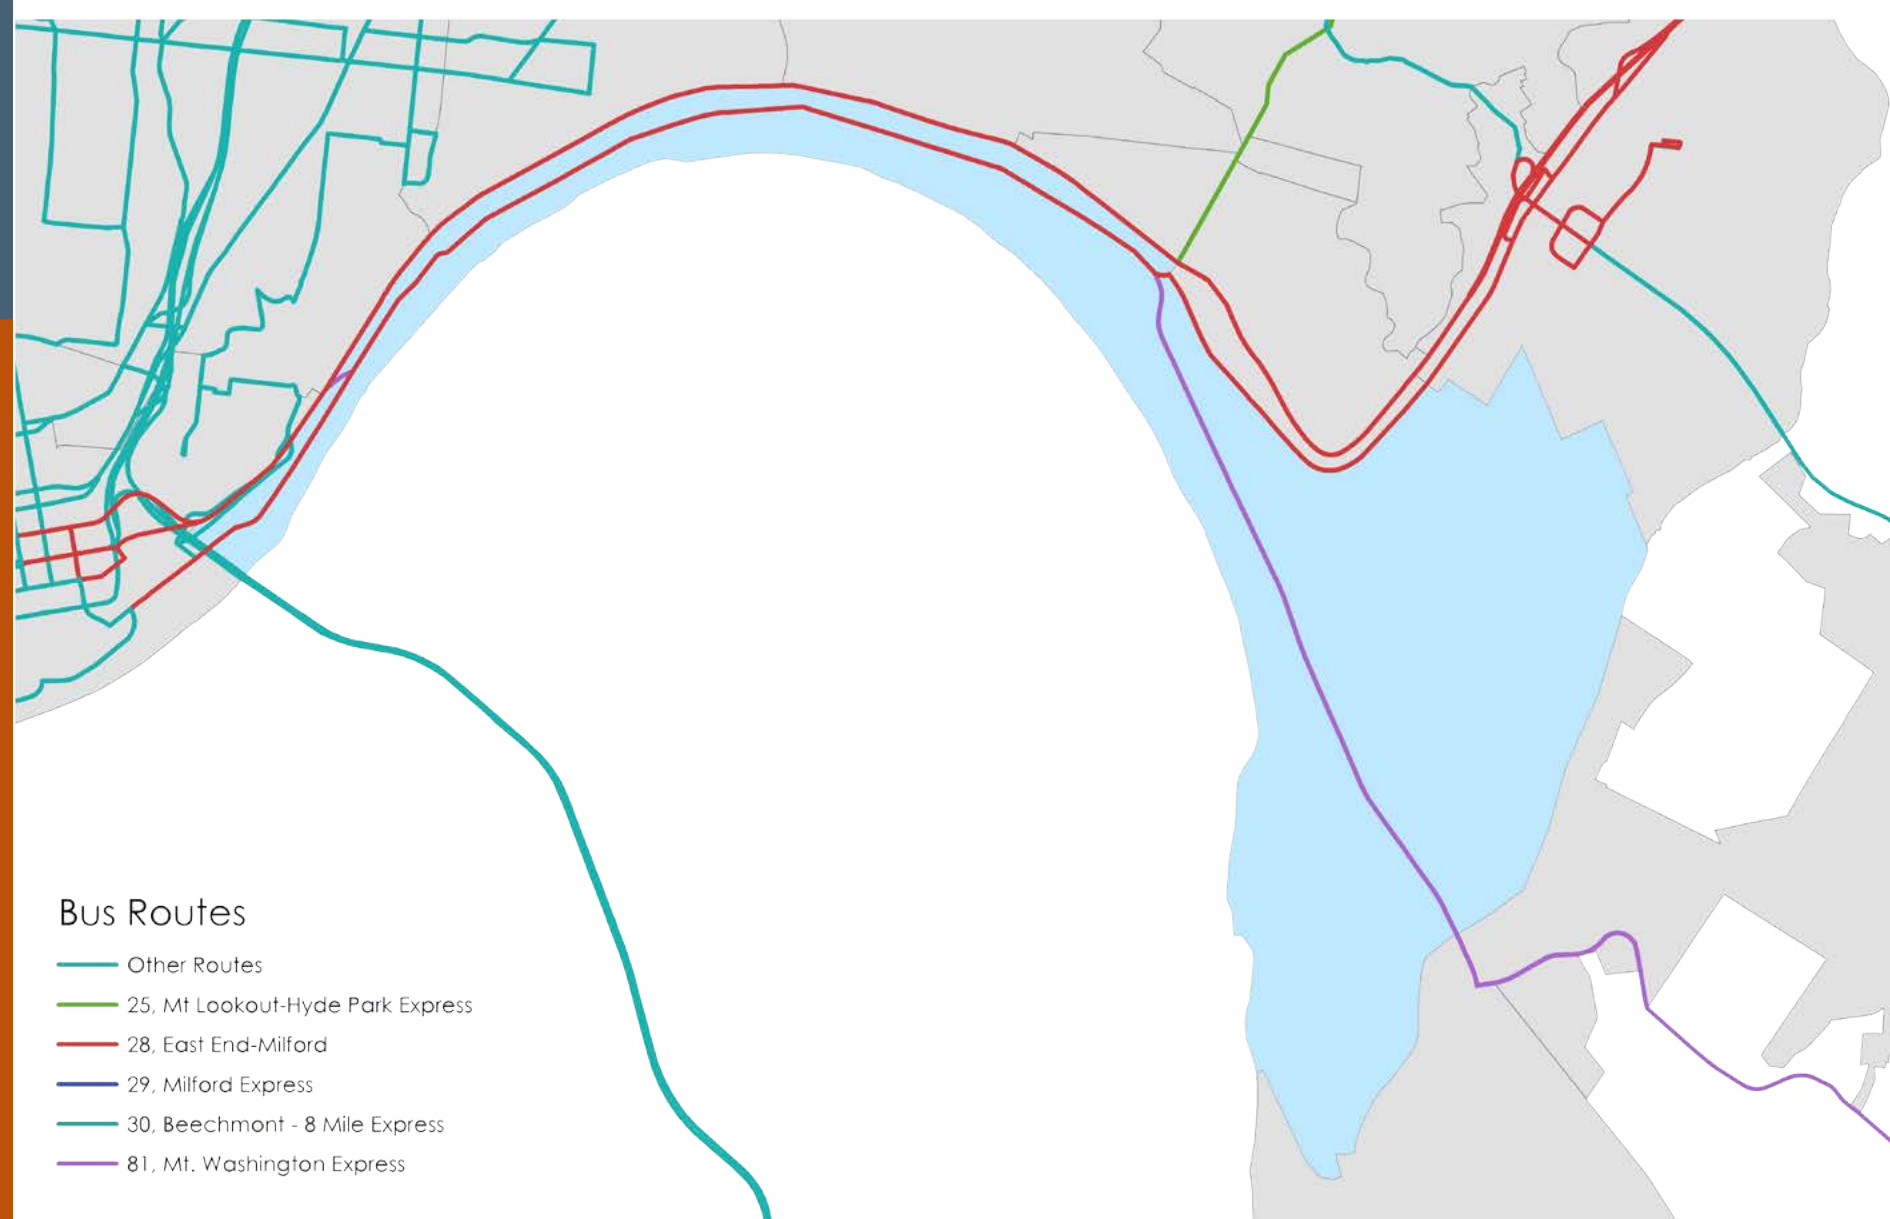 Bus Routes
Other Routes
25, Mt Lookout-Hyde Park Express
28, East End-Milford
29, Milford Express
30, Beechmont - 8 Mile Express
81, Mt. Washington Express